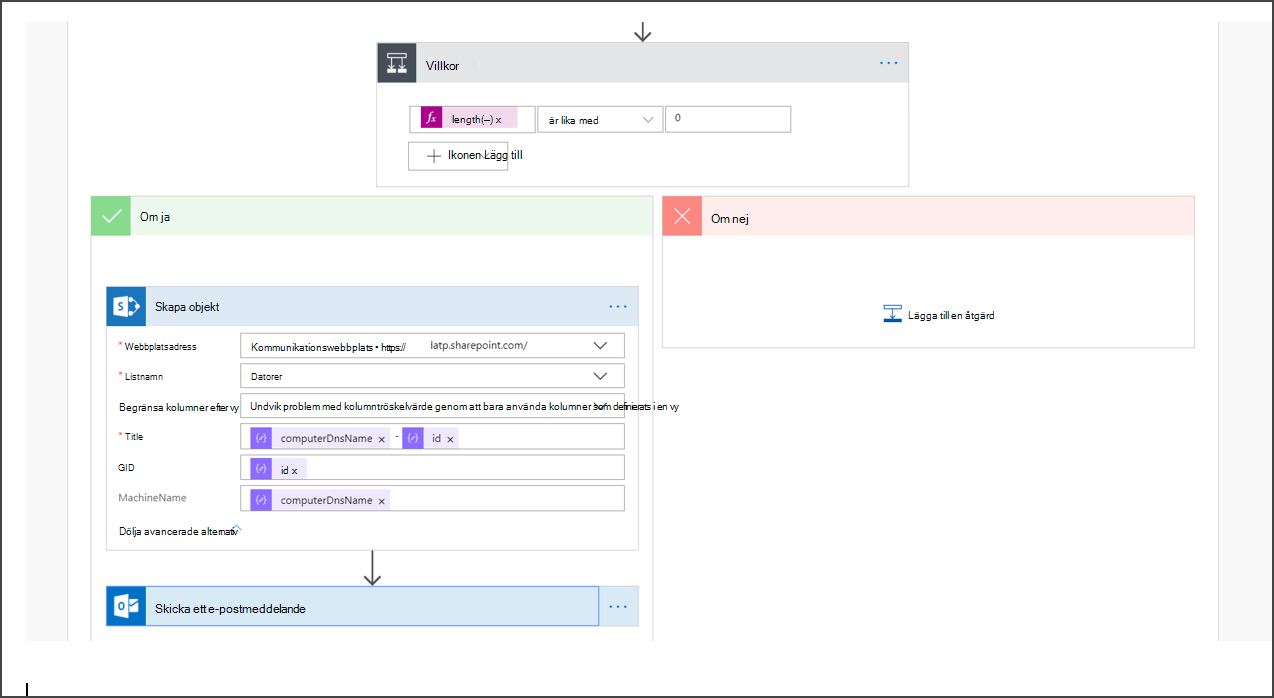 Villkor
fx length(–) x är lika med 0
Ikonen Lägg till
Om ja
Om nej
Skapa objekt
Lägga till en åtgärd
* Webbplatsadress Kommunikationswebbplats • https:// latp.sharepoint.com/
* Listnamn Datorer
Begränsa kolumner efter vy Undvik problem med kolumntröskelvärde genom att bara använda kolumner som definierats i en vy
* Title computerDnsName x - id x
GID id x
MachineName computerDnsName x
Dölja avancerade alternativ
Skicka ett e-postmeddelande